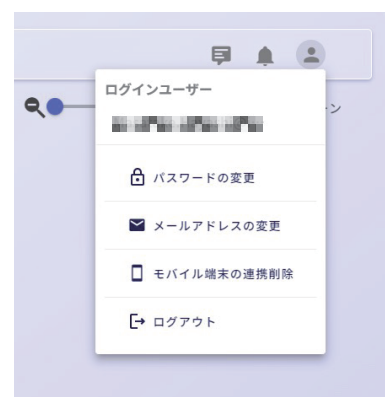 ログインユーザー
ン
パスワードの変更
メールアドレスの変更
モバイル端末の連携削除
ログアウト